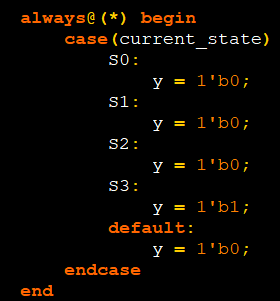 always@(*) begin
case(current_state)
S0:
y = 1'b0;
S1:
y = 1'b0;
S2:
y = 1'b0;
S3:
y = 1'b1;
default:
y = 1'b0;
endcase
end